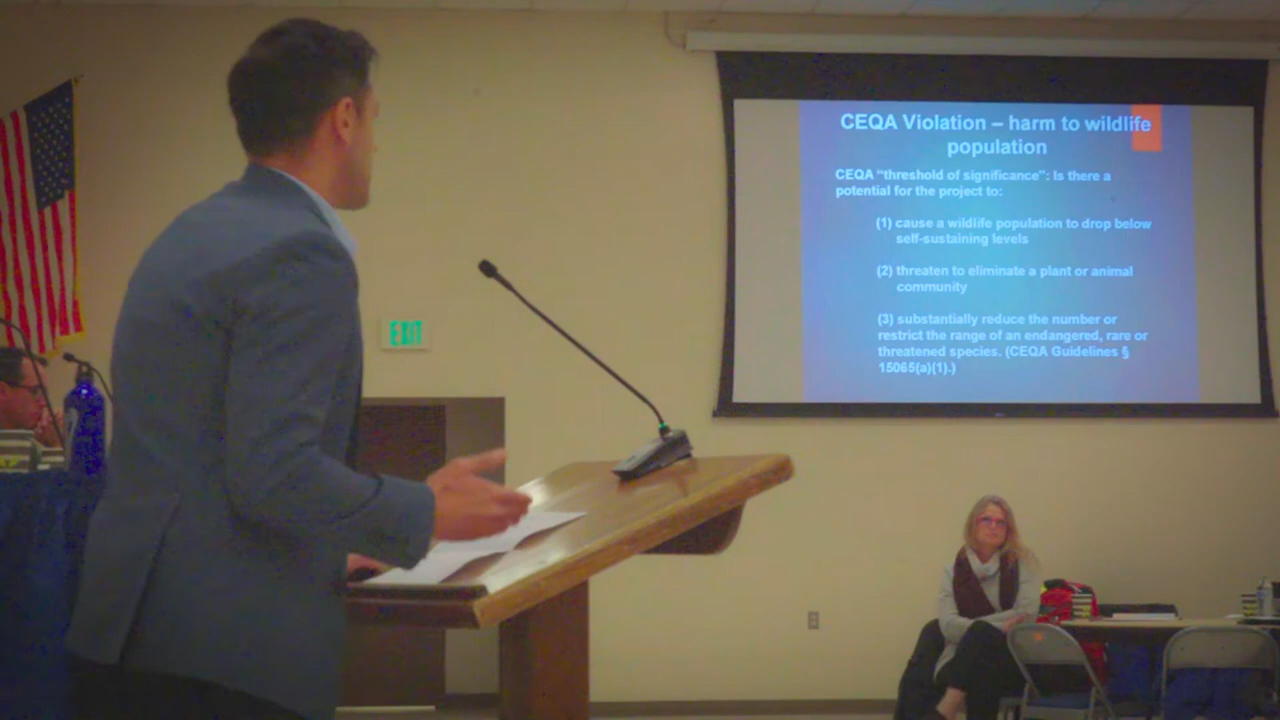 CEQA Violation – harm to wildlife
population
CEQA "threshold of significance": Is there a
potential for the project to:
(1) cause a wildlife population to drop below
self-sustaining levels
(2) threaten to eliminate a plant or animal
community
(3) substantially reduce the number or
restrict the range of an endangered, rare or
threatened species. (CEQA Guidelines §
15065(a)(1).)
EXIT